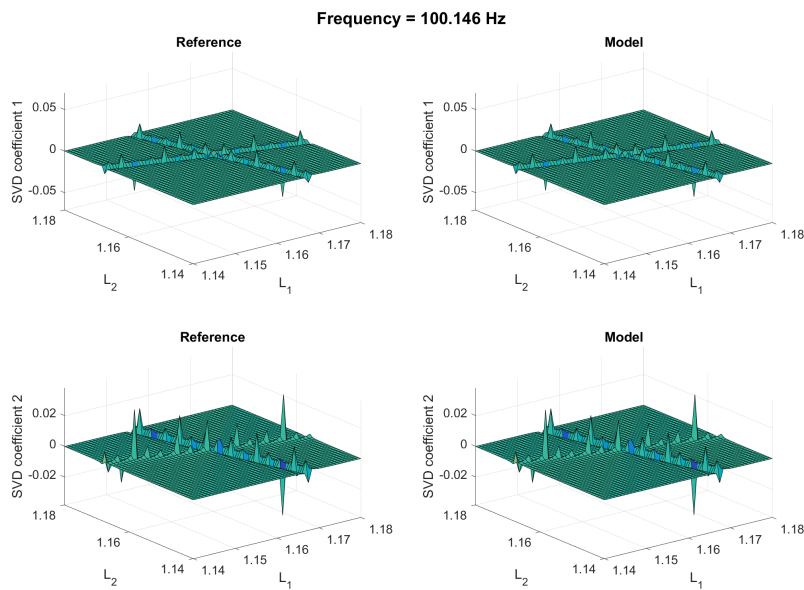 Frequency = 100.146 Hz
Reference
Model
SVD coefficient 1
0.05
0
-0.05
1.18
1.16
1.14
L2
1.14
1.15
1.16
1.17
1.18
L1
SVD coefficient 1
0.05
0
-0.05
1.18
1.16
1.14
L2
1.14
1.15
1.16
1.17
1.18
L1
Reference
Model
SVD coefficient 2
0.02
0
-0.02
1.18
1.16
1.14
L2
1.14
1.15
1.16
1.17
1.18
L1
SVD coefficient 2
0.02
0
-0.02
1.18
1.16
1.14
L2
1.14
1.15
1.16
1.17
1.18
L1